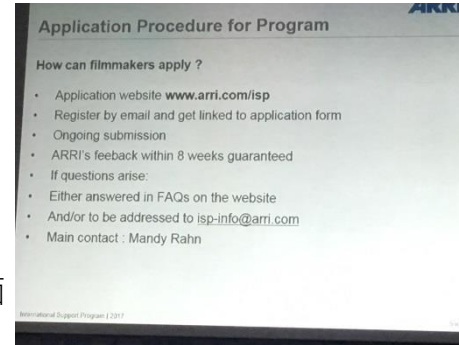 ARRI
Application Procedure for Program
How can filmmakers apply ?
• Application website www.arri.com/isp
• Register by email and get linked to application form
• Ongoing submission
• ARRI's feeback within 8 weeks guaranteed
• If questions arise:
• Either answered in FAQs on the website
• And/or to be addressed to isp-info@arri.com
• Main contact : Mandy Rahn
International Support Program | 2017